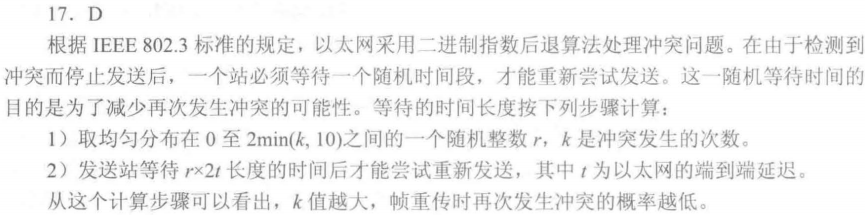 17. D
根据 IEEE 802.3 标准的规定，以太网采用二进制指数后退算法处理冲突问题。在由于检测到
冲突而停止发送后，一个站必须等待一个随机时间段，才能重新尝试发送。这一随机等待时间的
目的是为了减少再次发生冲突的可能性。等待的时间长度按下列步骤计算：
1）取均匀分布在 0 至 2min(k, 10)之间的一个随机整数 r，k 是冲突发生的次数。
2）发送站等待 r×2t 长度的时间后才能尝试重新发送，其中 t 为以太网的端到端延迟。
从这个计算步骤可以看出，k 值越大，帧重传时再次发生冲突的概率越低。